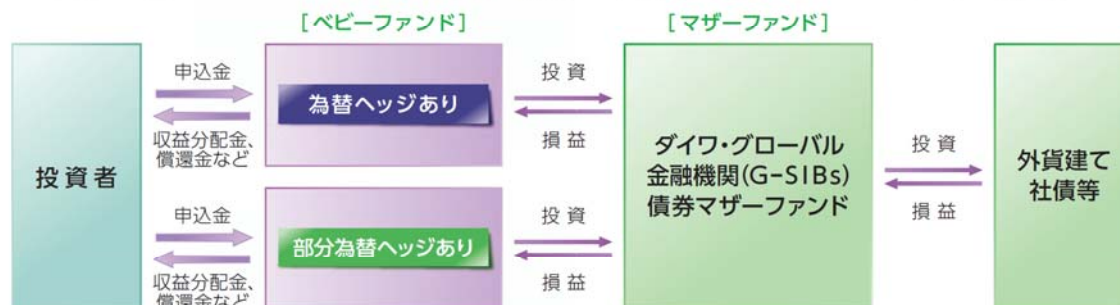 [ベビーファンド]
[マザーファンド]
投資者
申込金
収益分配金、
償還金など
為替ヘッジあり
投資
損益
申込金
収益分配金、
償還金など
部分為替ヘッジあり
投資
損益
ダイワ・グローバル
金融機関(G-SIBs)
債券マザーファンド
投資
損益
外貨建て
社債等